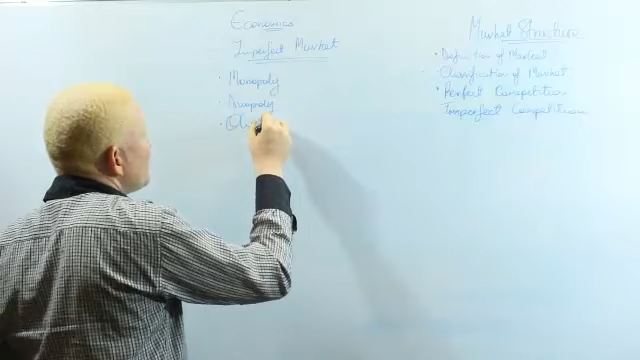 Economics
Imperfect Market
· Monopoly
· Duopoly
· Oli
Market Structure
· Definition of Market
· Classification of Market
· Perfect Competition
Imperfect Competition